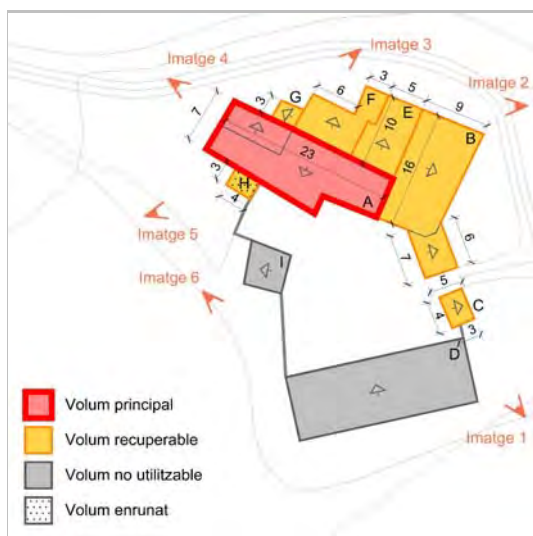 Imatge 3
Imatge 4
Imatge 2
3
5
9
6
F
E
B
G
3
10
7
23
16
H
A
3
4
6
7
Imatge 5
I
5
Imatge 6
C
4
3
D
Volum principal
Volum recuperable
Imatge 1
Volum no utilitzable
Volum enrunat